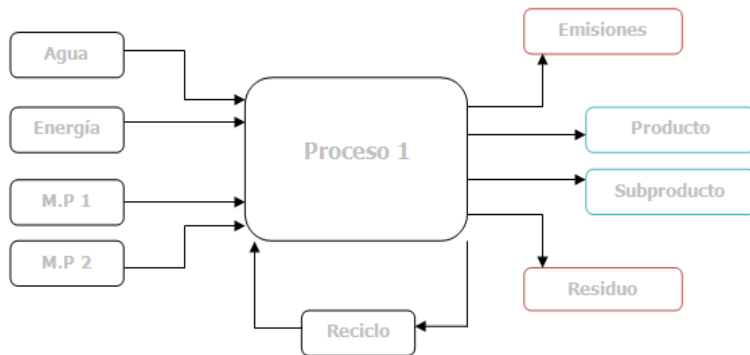 Emisiones
Agua
Energía
Producto
Proceso 1
Subproducto
M.P 1
M.P 2
Residuo
Reciclo